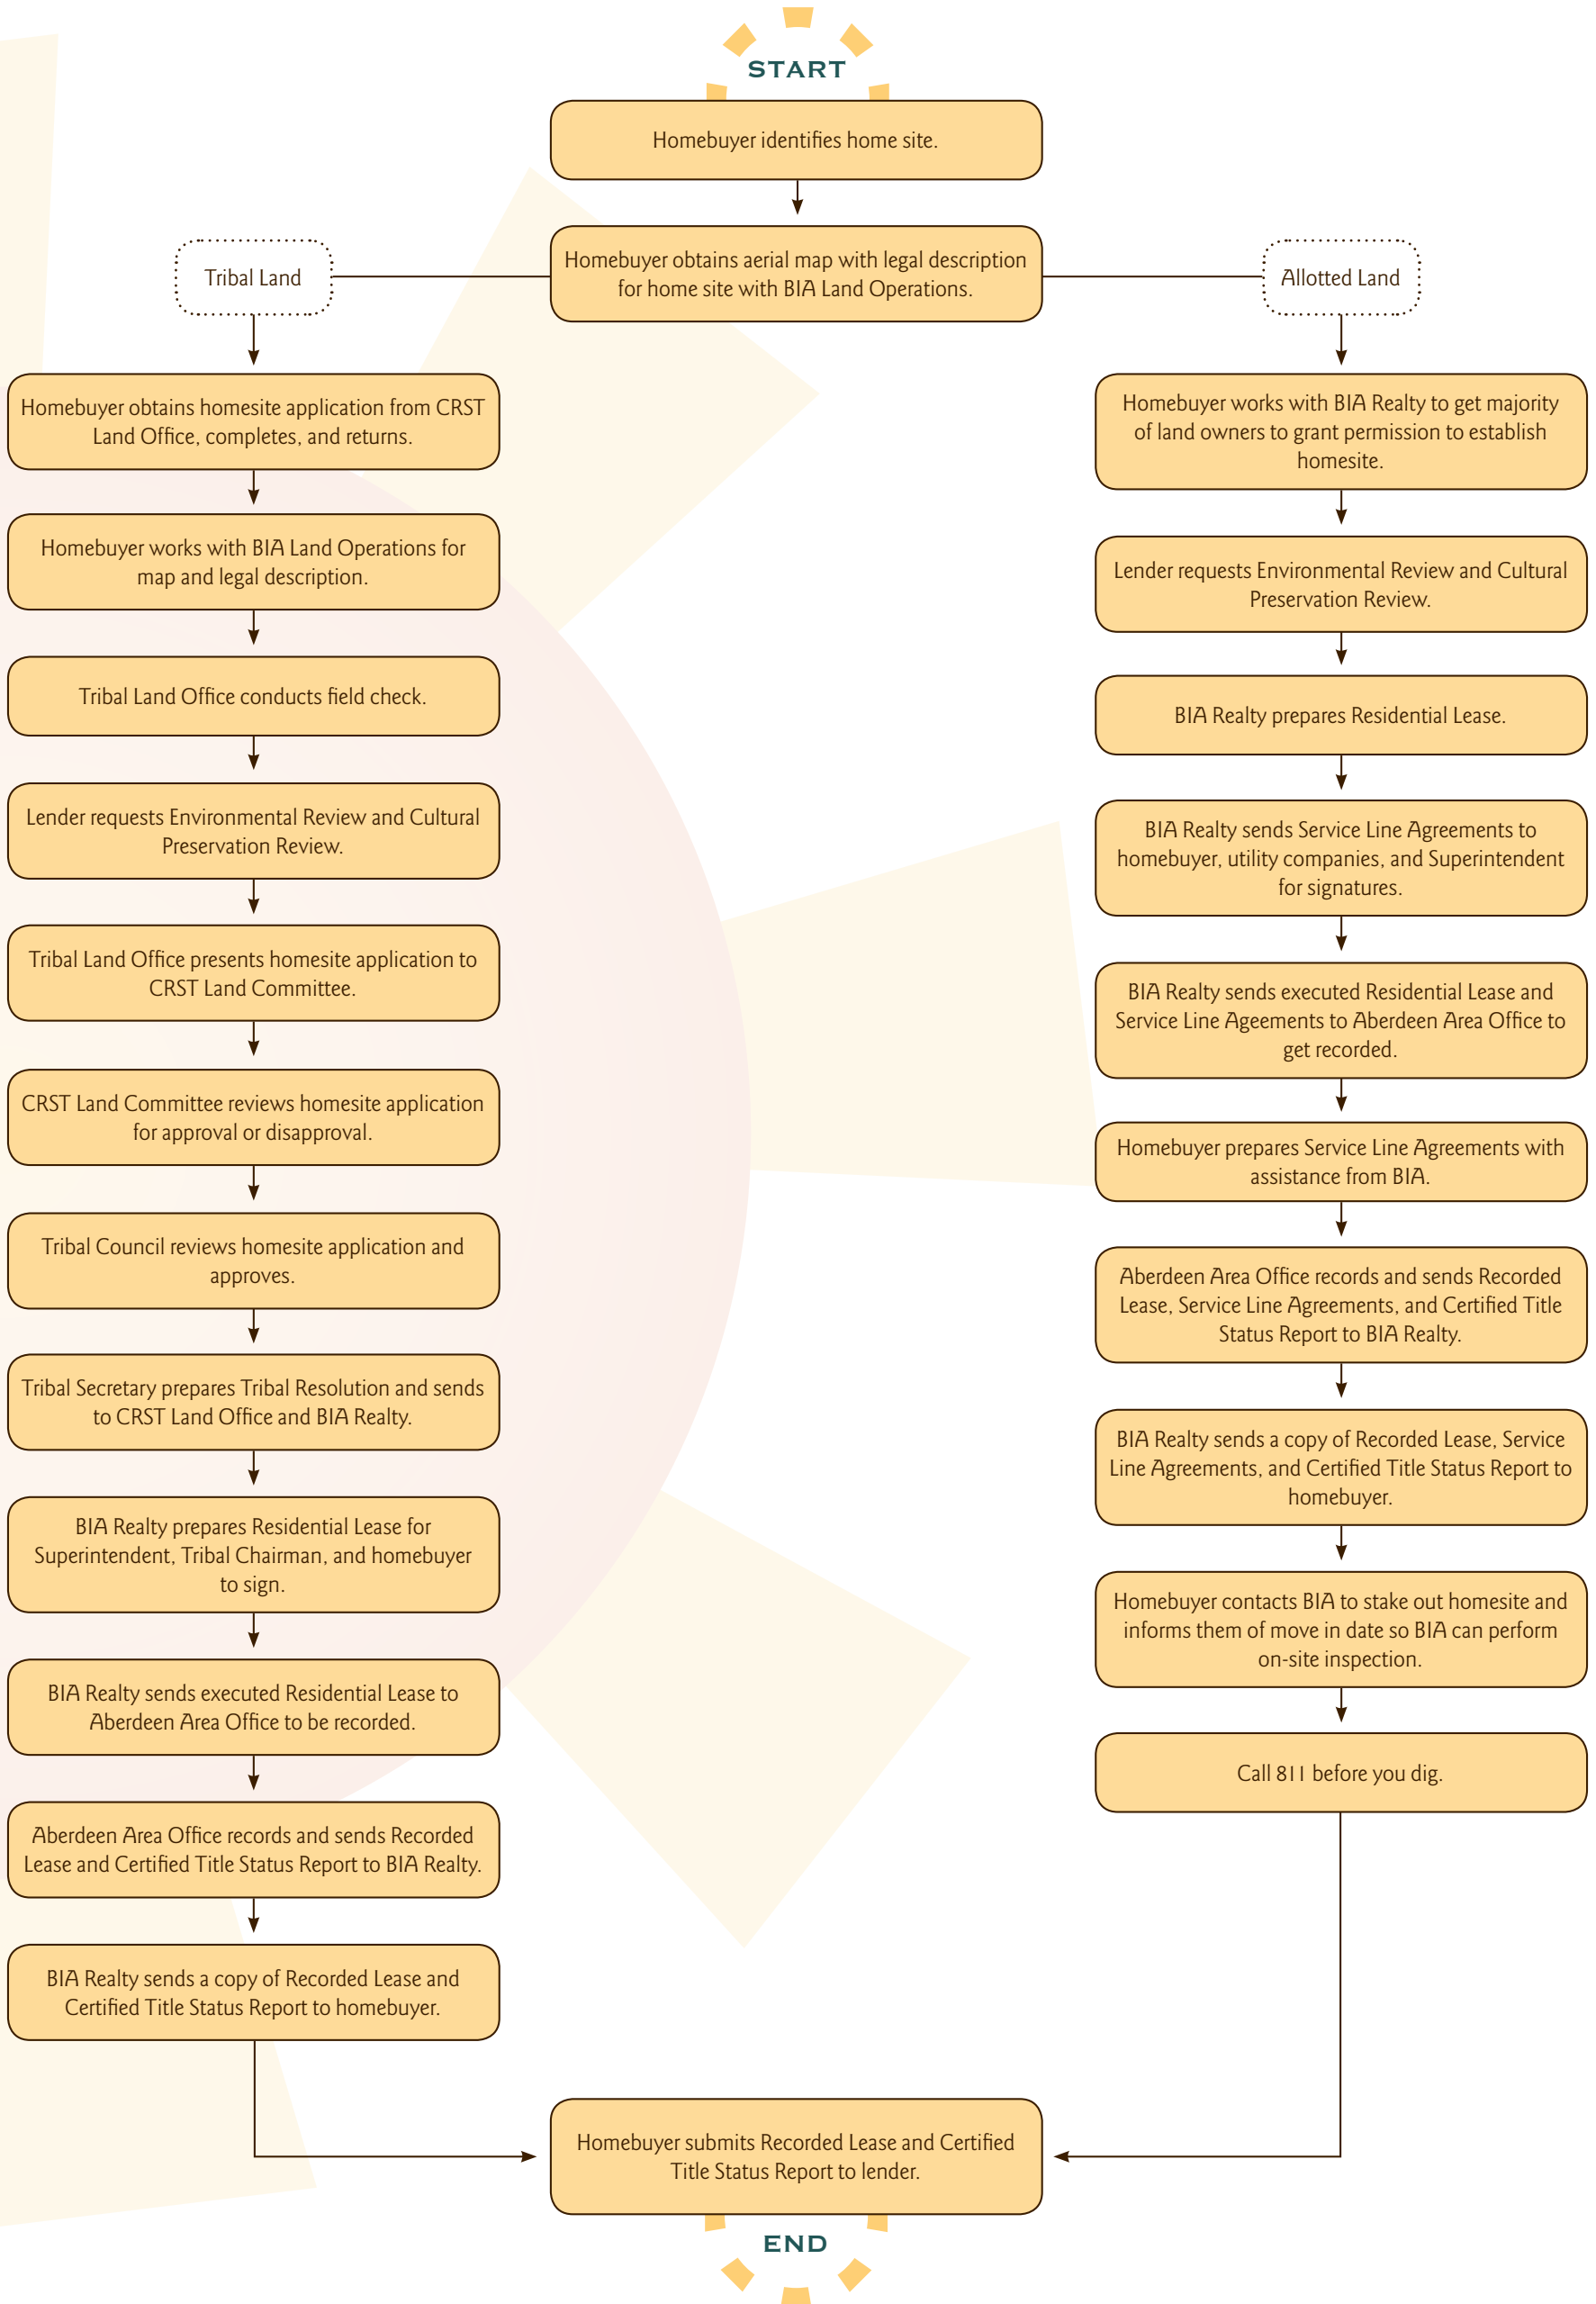 START
Homebuyer identifies home site.
Homebuyer obtains aerial map with legal description
for home site with BIA Land Operations.
Tribal Land
Homebuyer obtains homesite application from CRST
Land Office, completes, and returns.
Homebuyer works with BIA Land Operations for
map and legal description.
Tribal Land Office conducts field check.
Lender requests Environmental Review and Cultural
Preservation Review.
Tribal Land Office presents homesite application to
CRST Land Committee.
CRST Land Committee reviews homesite application
for approval or disapproval.
Tribal Council reviews homesite application and
approves.
Tribal Secretary prepares Tribal Resolution and sends
to CRST Land Office and BIA Realty.
BIA Realty prepares Residential Lease for
Superintendent, Tribal Chairman, and homebuyer
to sign.
BIA Realty sends executed Residential Lease to
Aberdeen Area Office to be recorded.
Aberdeen Area Office records and sends Recorded
Lease and Certified Title Status Report to BIA Realty.
BIA Realty sends a copy of Recorded Lease and
Certified Title Status Report to homebuyer.
Allotted Land
Homebuyer works with BIA Realty to get majority
of land owners to grant permission to establish
homesite.
Lender requests Environmental Review and Cultural
Preservation Review.
BIA Realty prepares Residential Lease.
BIA Realty sends Service Line Agreements to
homebuyer, utility companies, and Superintendent
for signatures.
BIA Realty sends executed Residential Lease and
Service Line Ageements to Aberdeen Area Office to
get recorded.
Homebuyer prepares Service Line Agreements with
assistance from BIA.
Aberdeen Area Office records and sends Recorded
Lease, Service Line Agreements, and Certified Title
Status Report to BIA Realty.
BIA Realty sends a copy of Recorded Lease, Service
Line Agreements, and Certified Title Status Report to
homebuyer.
Homebuyer contacts BIA to stake out homesite and
informs them of move in date so BIA can perform
on-site inspection.
Call 811 before you dig.
Homebuyer submits Recorded Lease and Certified
Title Status Report to lender.
END